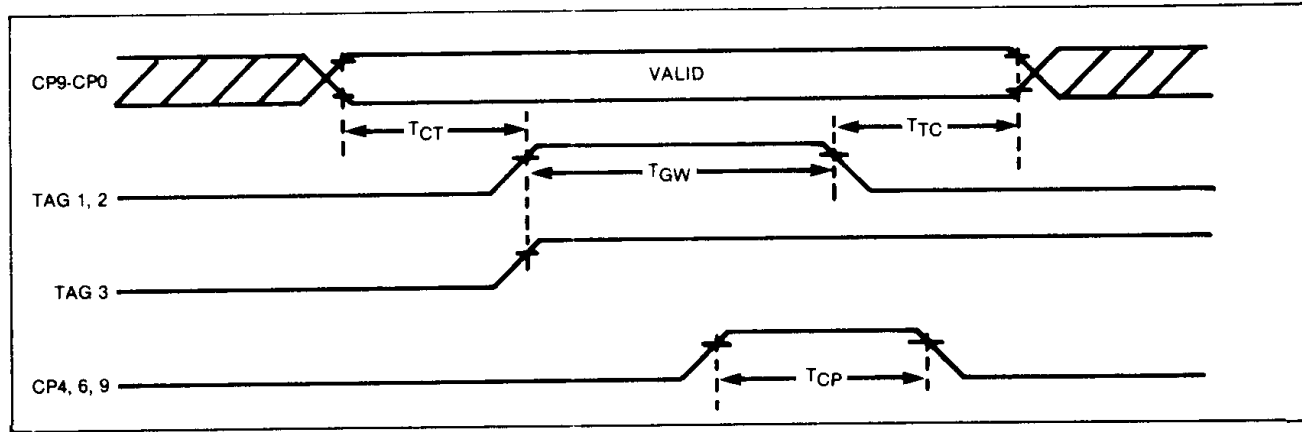 CP9-CP0
VALID
TCT
TTC
TGW
TAG 1, 2
TAG 3
CP4, 6, 9
TCP